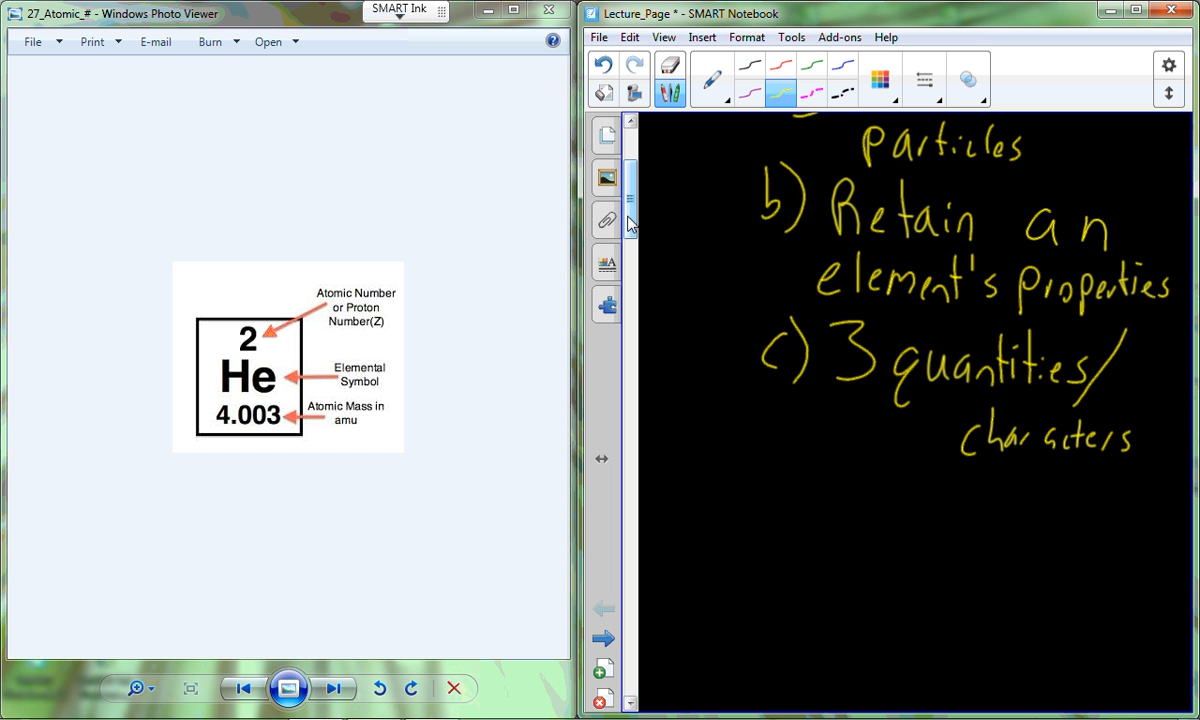 27_Atomic_# - Windows Photo Viewer
SMART Ink
File Print E-mail Burn Open
Atomic Number
or Proton
Number(Z)
2
He
Elemental
Symbol
4.003
Atomic Mass in
amu
Lecture_Page * - SMART Notebook
File Edit View Insert Format Tools Add-ons Help
particles
b) Retain an
element's properties
c) 3 quantities/
characters